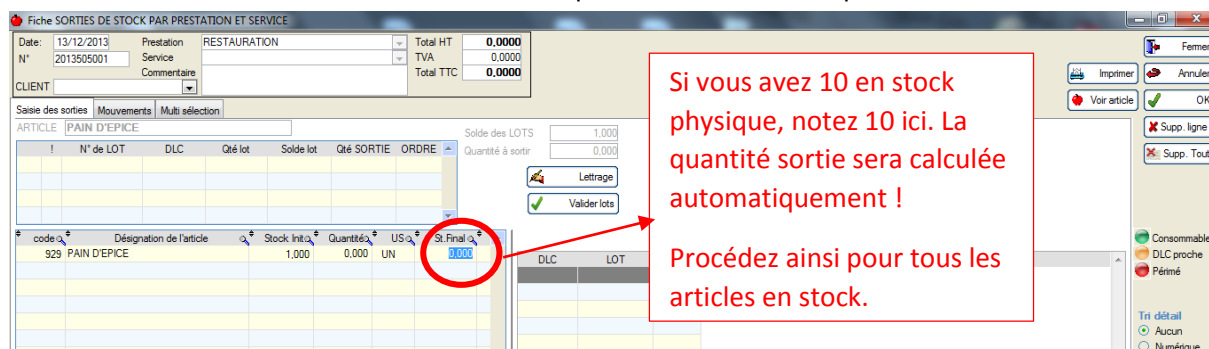 Fiche SORTIES DE STOCK PAR PRESTATION ET SERVICE
Date: 13/12/2013 Prestation RESTAURATION Total HT 0,0000
N° 2013505001 Service TVA 0,0000
Commentaire Total TTC 0,0000
CLIENT
Fermer
Imprimer Annuler
Voir article OK
Supp. ligne
Supp. Tout
Saisie des sorties Mouvements Multi sélection
ARTICLE PAIN D'EPICE
Solde des LOTS 1,000
Quantité à sortir 0,000
! N° de LOT DLC Qté lot Solde lot Qté SORTIE ORDRE
Lettrage
Valider lots
Si vous avez 10 en stock
physique, notez 10 ici. La
quantité sortie sera calculée
automatiquement !
Procédez ainsi pour tous les
articles en stock.
code Désignation de l'article Stock Init Quantité US St.Final
929 PAIN D'EPICE 1,000 0,000 UN 0,000
DLC LOT
Consommable
DLC proche
Périmé
Tri détail
Aucun
Numérique